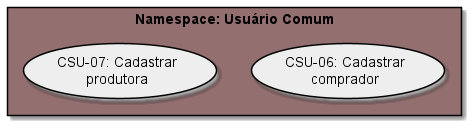 Namespace: Usuário Comum
CSU-07: Cadastrar
produtora
CSU-06: Cadastrar
comprador